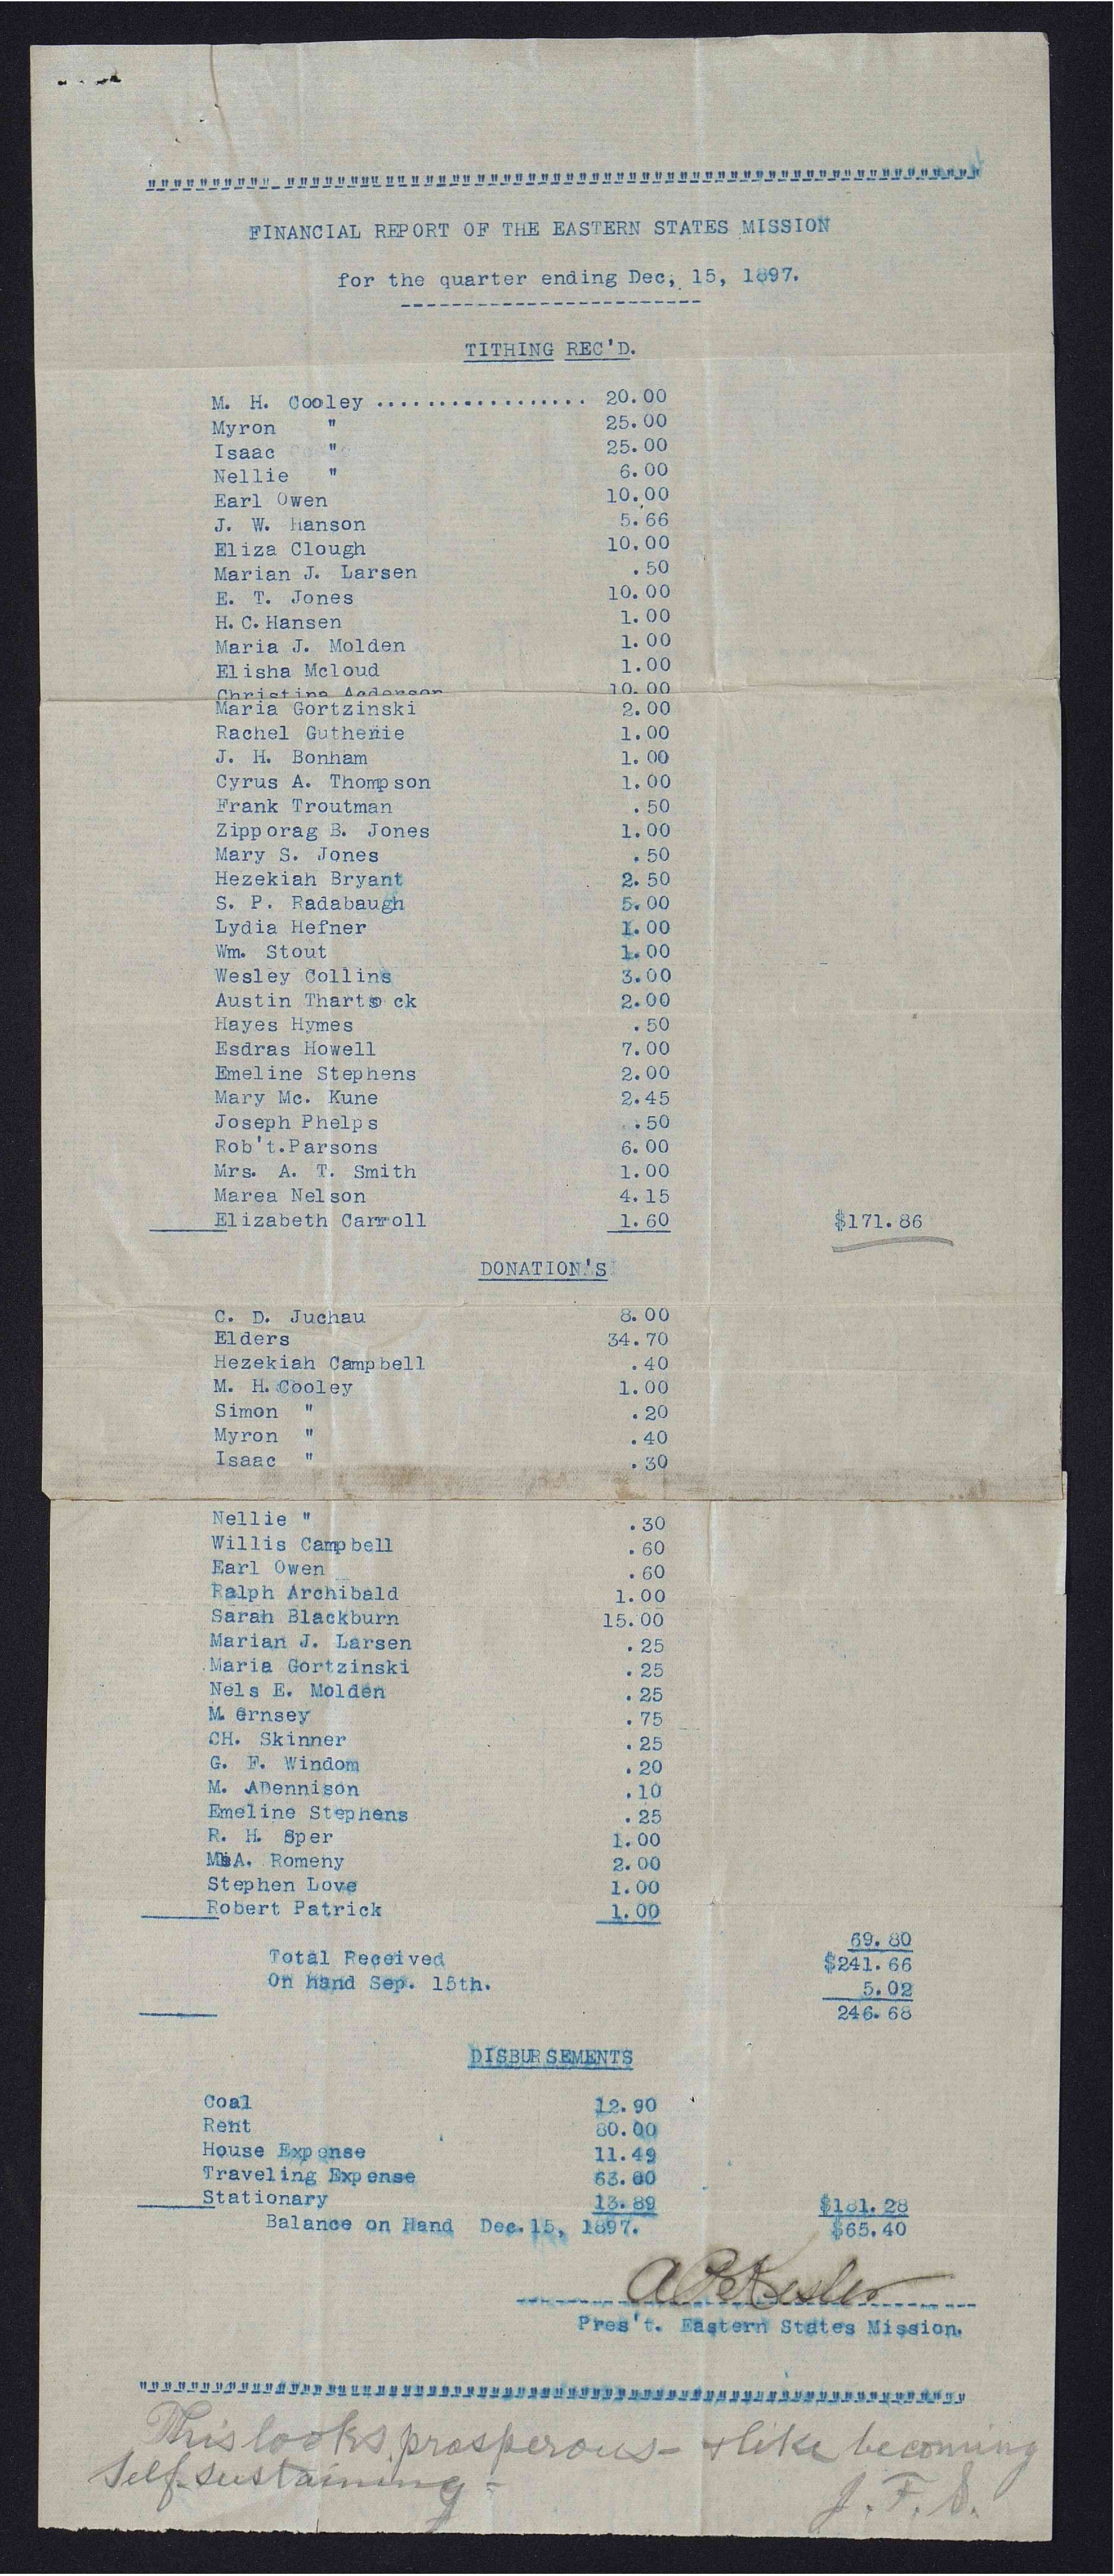 FINANCIAL REPORT OF THE EASTERN STATES MISSION
for the quarter ending Dec, 15, 1897.
TITHING REC'D.
M. H. Cooley .................. 20.00
Myron " 25.00
Isaac " 25.00
Nellie " 6.00
Earl Owen 10.00
J. W. Hanson 5.66
Eliza Clough 10.00
Marian J. Larsen .50
E. T. Jones 10.00
H.C.Hansen 1.00
Maria J. Molden 1.00
Elisha Mcloud 1.00
Christina Aederson 10.00
Maria Gortzinski 2.00
Rachel Guthenie 1.00
J. H. Bonham 1.00
Cyrus A. Thompson 1.00
Frank Troutman .50
Zipporag B. Jones 1.00
Mary S. Jones .50
Hezekiah Bryant 2.50
S. P. Radabaugh 5.00
Lydia Hefner 1.00
Wm. Stout 1.00
Wesley Collins 3.00
Austin Thartock 2.00
Hayes Hymes .50
Esdras Howell 7.00
Emeline Stephens 2.00
Mary Mc. Kune 2.45
Joseph Phelps .50
Rob't.Parsons 6.00
Mrs. A. T. Smith 1.00
Marea Nelson 4.15
Elizabeth Carroll 1.60 $171.86
DONATION'S
C. D. Juchau 8.00
Elders 34.70
Hezekiah Campbell .40
M. H.Cooley 1.00
Simon " .20
Myron " .40
Isaac " .30
Nellie " .30
Willis Campbell .60
Earl Owen .60
Ralph Archibald 1.00
Sarah Blackburn 15.00
Marian J. Larsen .25
Maria Gortzinski .25
Nels E. Molden .25
M. Ernsey .75
CH. Skinner .25
G. F. Windom .20
M. ADennison .10
Emeline Stephens .25
R. H. Sper 1.00
A. Romeny 2.00
Stephen Love 1.00
Robert Patrick 1.00
69.80
Total Received $241.66
On hand Sep. 15th. 5.02
246.68
DISBURSEMENTS
Coal 12.90
Rent 80.00
House Expense 11.49
Traveling Expense 63.00
Stationary 13.89 $181.28
Balance on Hand Dec.15, 1897. $65.40
A P Kesler
Pres't. Eastern States Mission.
This looks prosperous - & like becoming
Self-sustaining -
J. F. S.